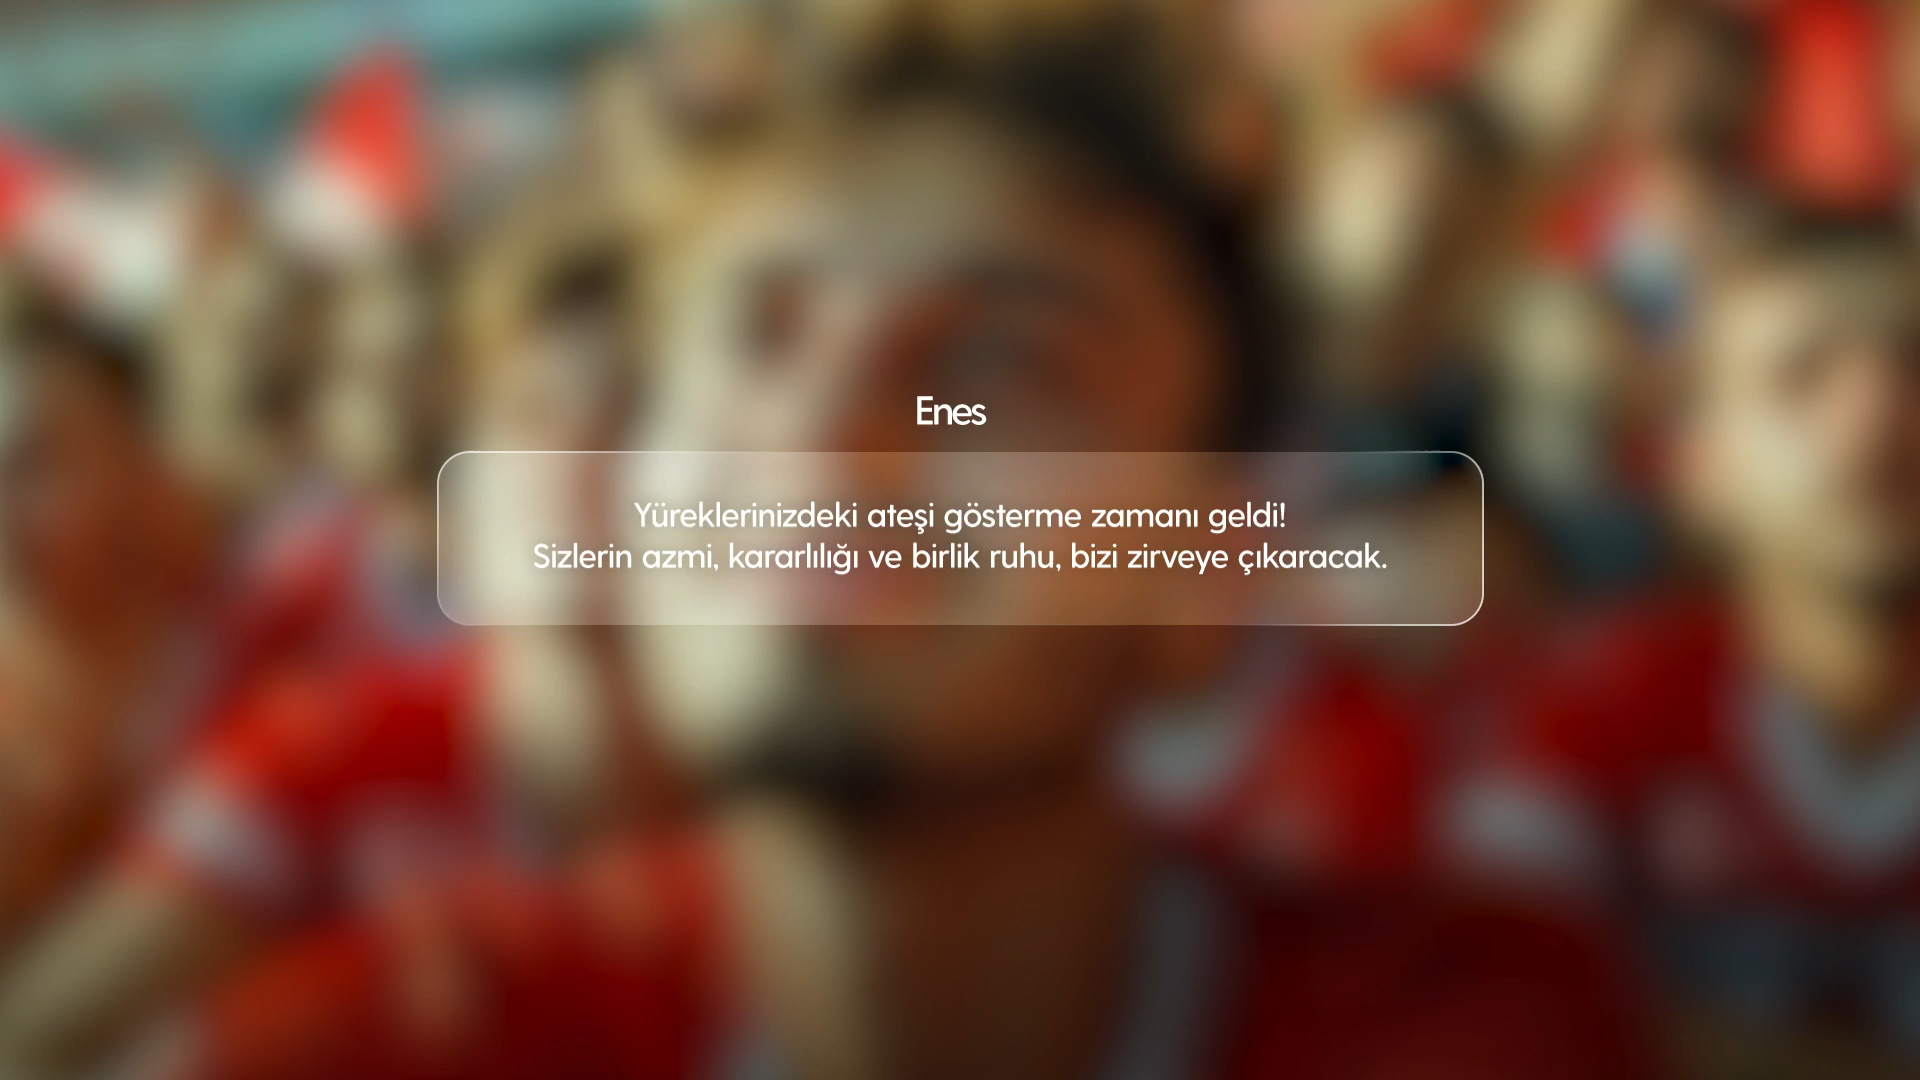 Enes
Yüreklerinizdeki ateşi gösterme zamanı geldi!
Sizlerin azmi, kararlılığı ve birlik ruhu, bizi zirveye çıkaracak.